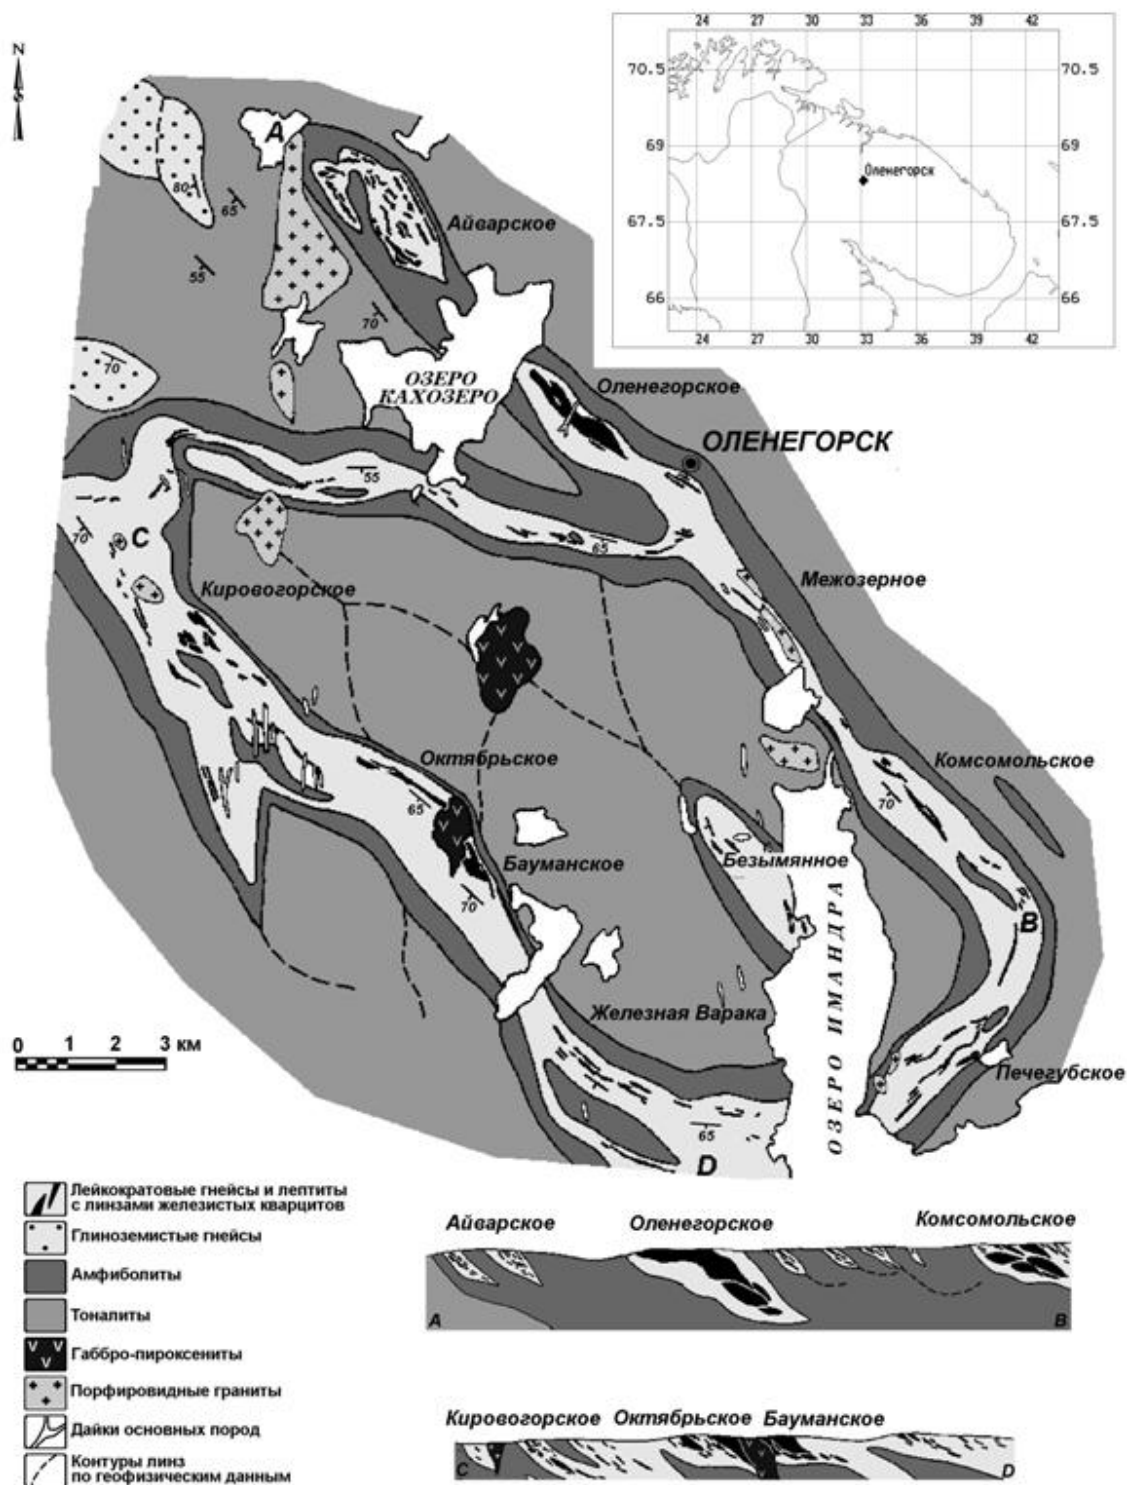 24 27 30 33 36 39 42
70.5 70.5
69 69
Оленегорск
67.5 67.5
66 66
24 27 30 33 36 39 42
N
S
A
80
65
Айварское
55
70
ОЗЕРО
КАХОЗЕРО
70
Оленегорское
ОЛЕНЕГОРСК
55
C
70
65
Кировогорское
Межозерное
Октябрьское
Комсомольское
65
70
Бауманское
Безымянное
70
B
ОЗЕРО ИМАНДРА
Железная Варака
0 1 2 3 км
Печегубское
65
D
Лейкократовые гнейсы и лептиты
с линзами железистых кварцитов
Глиноземистые гнейсы
Амфиболиты
Тоналиты
Габбро-пироксениты
Порфировидные граниты
Дайки основных пород
Контуры линз
по геофизическим данным
Айварское Оленегорское Комсомольское
A B
Кировогорское Октябрьское Бауманское
C D